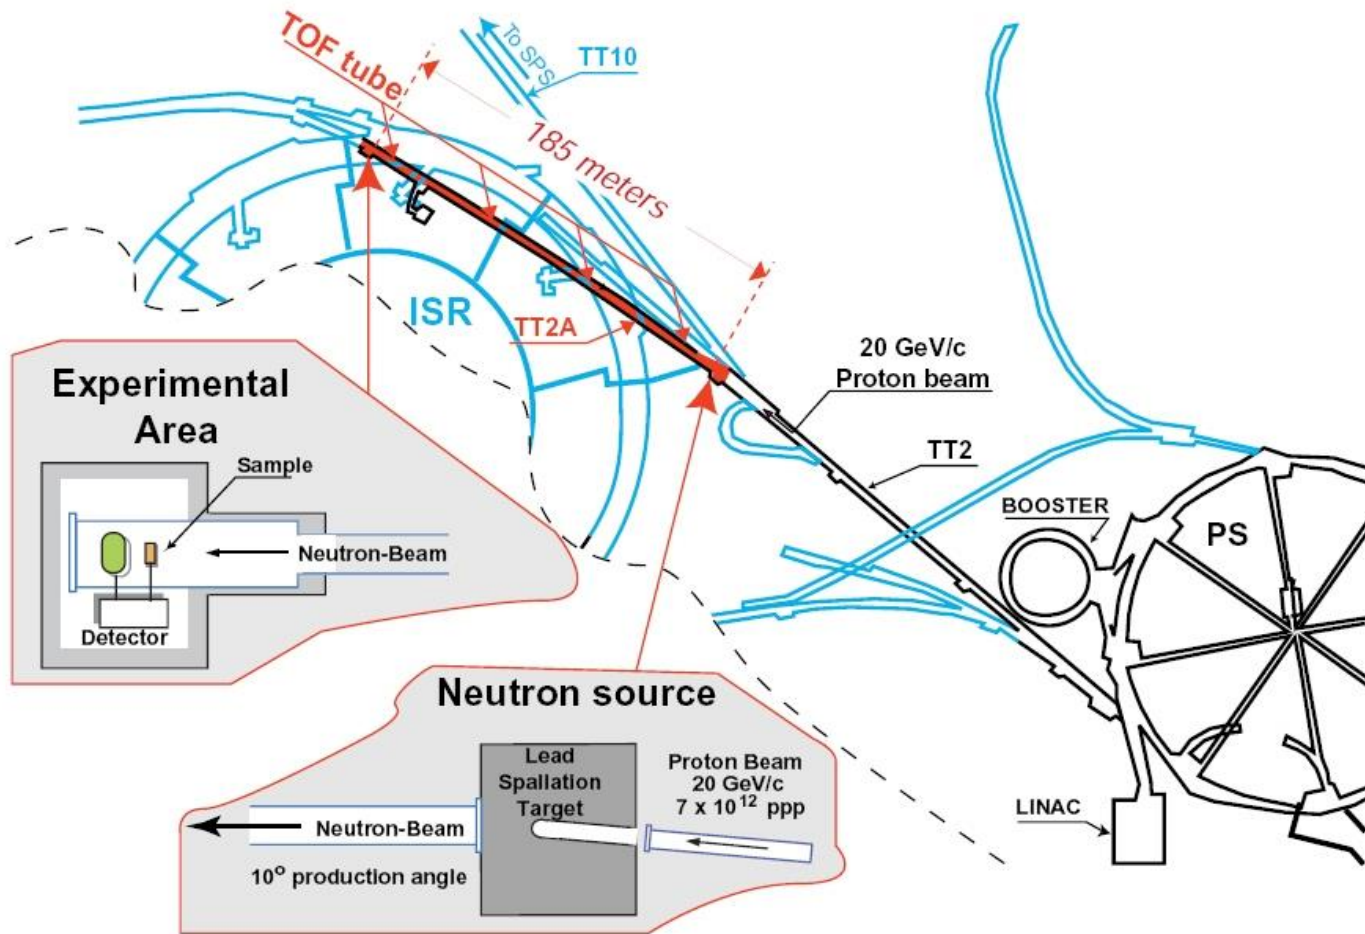 TOF tube
To SPS
TT10
185 meters
ISR
TT2A
20 GeV/c
Proton beam
TT2
BOOSTER
PS
LINAC
Experimental
Area
Sample
Neutron-Beam
Detector
Neutron source
Lead
Spallation
Target
Proton Beam
20 GeV/c
7 x 10¹² ppp
Neutron-Beam
10° production angle